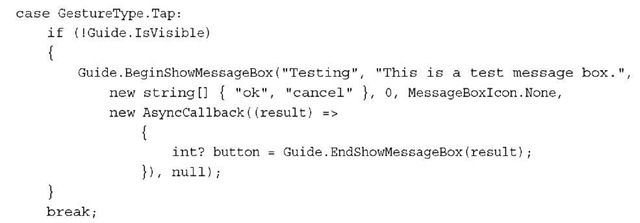 case GestureType.Tap:
if (!Guide.IsVisible)
{
Guide.BeginShowMessageBox("Testing", "This is a test message box.",
new string[] { "ok", "cancel" }, 0, MessageBoxIcon.None,
new AsyncCallback((result) =>
{
int? button = Guide.EndShowMessageBox(result);
}), null);
}
break;